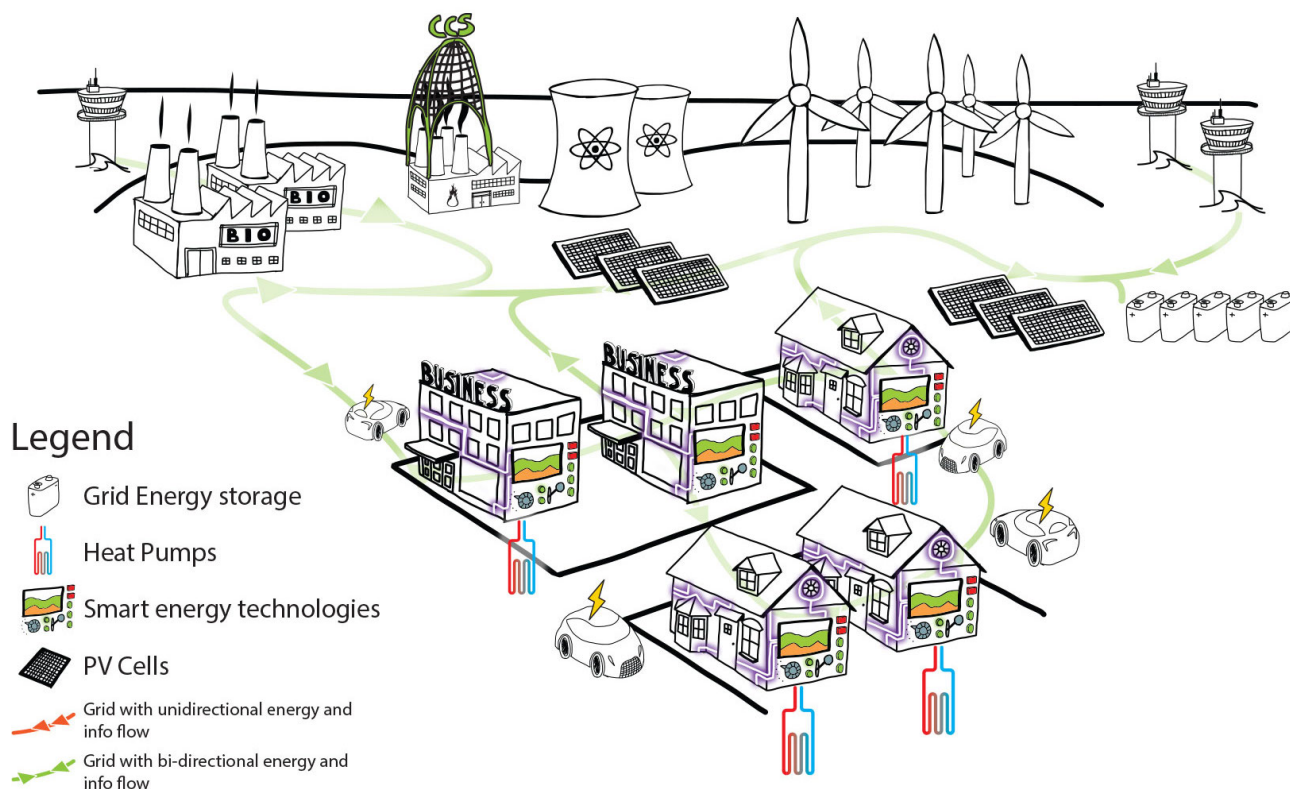 CCS
BIO
BIO
BUSINESS
BUSINESS
Legend
Grid Energy storage
Heat Pumps
Smart energy technologies
PV Cells
Grid with unidirectional energy and
info flow
Grid with bi-directional energy and
info flow